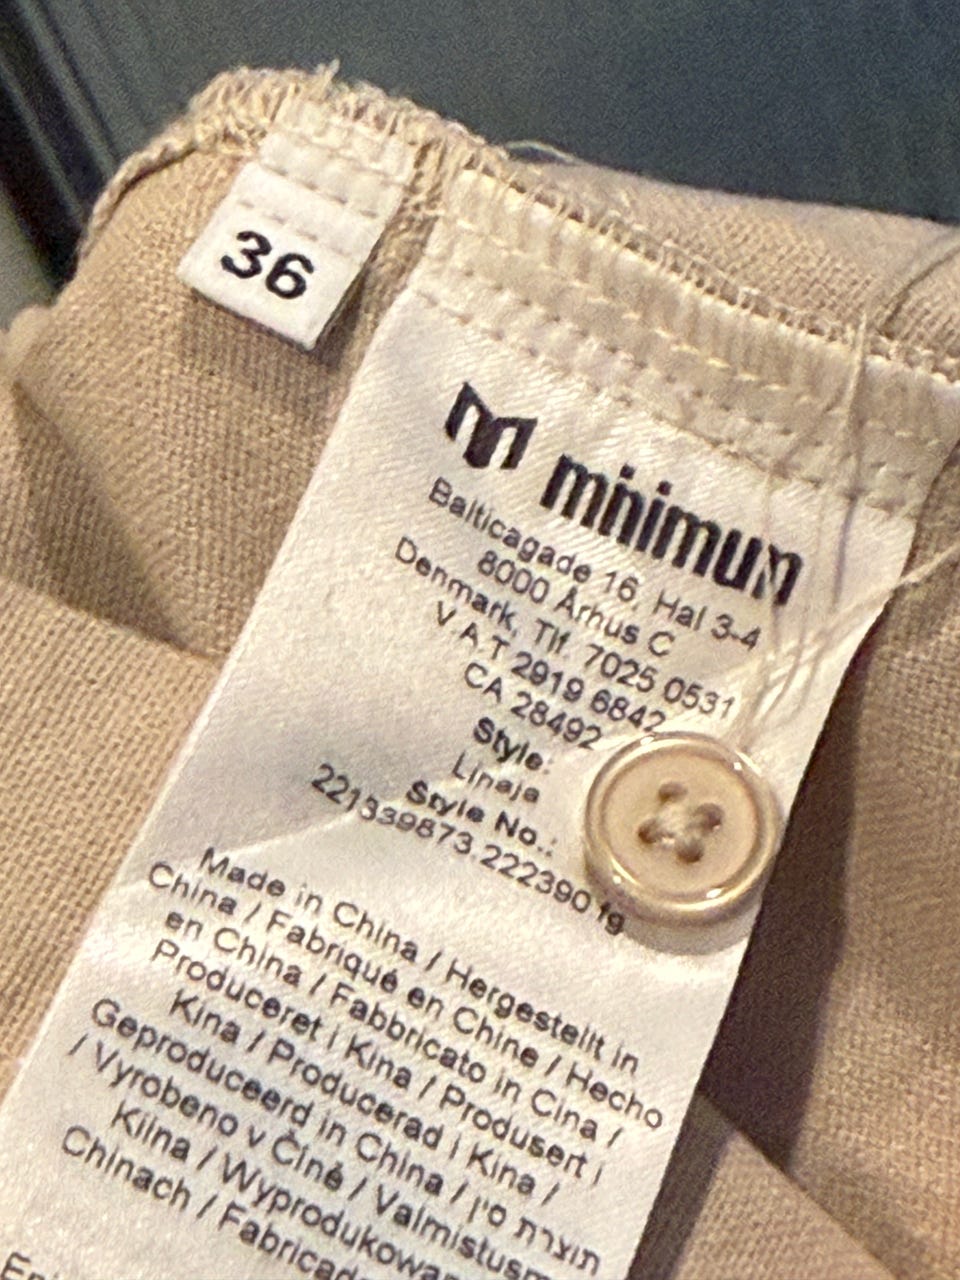 36
minimum
Balticagade 16, Hal 3-4
8000 Århus C
Denmark, Tlf. 7025 0531
V.A.T 2919 6842
CA 28492
Style:
Linaja
Style No.:
221339873.222390 fg
Made in China / Hergestellt in
China / Fabriqué en Chine / Hecho
en China / Fabbricato in Cina /
Produceret i Kina / Produsert i
Kina / Producerad i Kina /
Geproduceerd in China / תוצרת סין
/ Vyrobeno v Číně / Valmistusm
Kiina / Wyprodukowan
Chinach / Fabricado